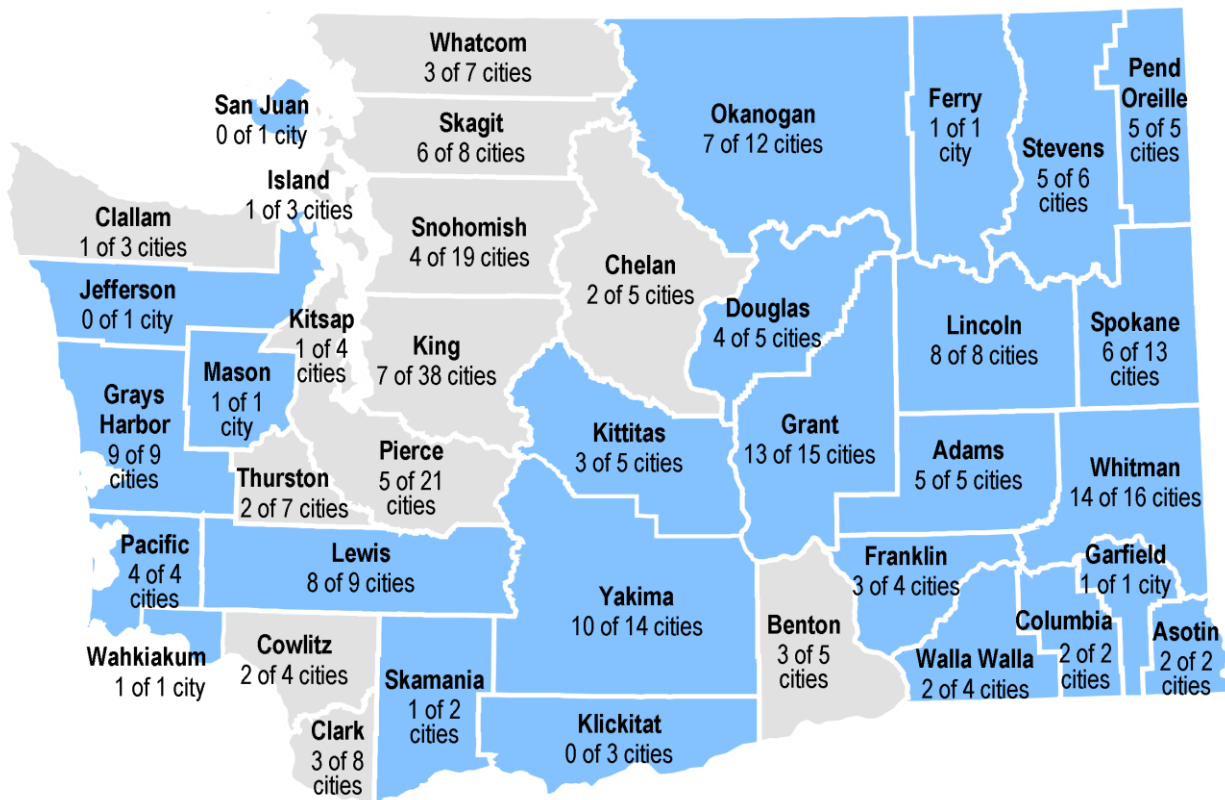 Whatcom
3 of 7 cities
San Juan
0 of 1 city
Skagit
6 of 8 cities
Okanogan
7 of 12 cities
Ferry
1 of 1
city
Stevens
5 of 6
cities
Pend
Oreille
5 of 5
cities
Island
1 of 3 cities
Clallam
1 of 3 cities
Snohomish
4 of 19 cities
Chelan
2 of 5 cities
Jefferson
0 of 1 city
Kitsap
1 of 4
cities
King
7 of 38 cities
Douglas
4 of 5 cities
Lincoln
8 of 8 cities
Spokane
6 of 13
cities
Grays
Harbor
9 of 9
cities
Mason
1 of 1
city
Kittitas
3 of 5 cities
Grant
13 of 15 cities
Adams
5 of 5 cities
Whitman
14 of 16 cities
Thurston
2 of 7 cities
Pierce
5 of 21
cities
Pacific
4 of 4
cities
Lewis
8 of 9 cities
Yakima
10 of 14 cities
Benton
3 of 5
cities
Franklin
3 of 4 cities
Garfield
1 of 1 city
Wahkiakum
1 of 1 city
Cowlitz
2 of 4 cities
Skamania
1 of 2
cities
Walla Walla
2 of 4 cities
Columbia
2 of 2
cities
Asotin
2 of 2
cities
Clark
3 of 8
cities
Klickitat
0 of 3 cities